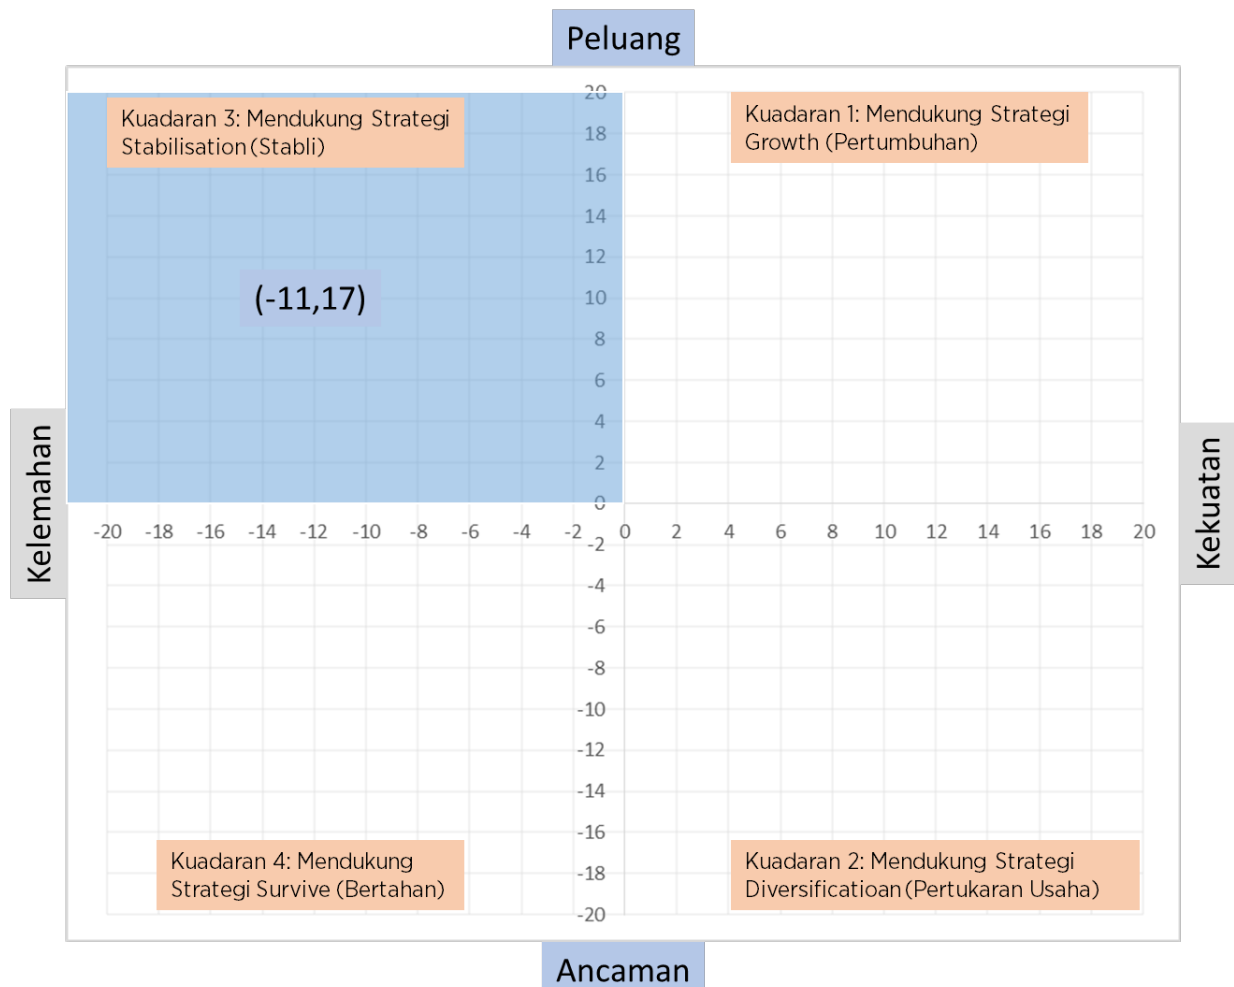 Peluang
Kuadaran 3: Mendukung Strategi
Stabilisation (Stabli)
Kuadaran 1: Mendukung Strategi
Growth (Pertumbuhan)
20
18
16
14
12
(-11,17)
10
8
6
4
2
0
Kelemahan
Kekuatan
-20 -18 -16 -14 -12 -10 -8 -6 -4 -2 0 2 4 6 8 10 12 14 16 18 20
-2
-4
-6
-8
-10
-12
-14
-16
-18
-20
Kuadaran 4: Mendukung
Strategi Survive (Bertahan)
Kuadaran 2: Mendukung Strategi
Diversificatioan (Pertukaran Usaha)
Ancaman